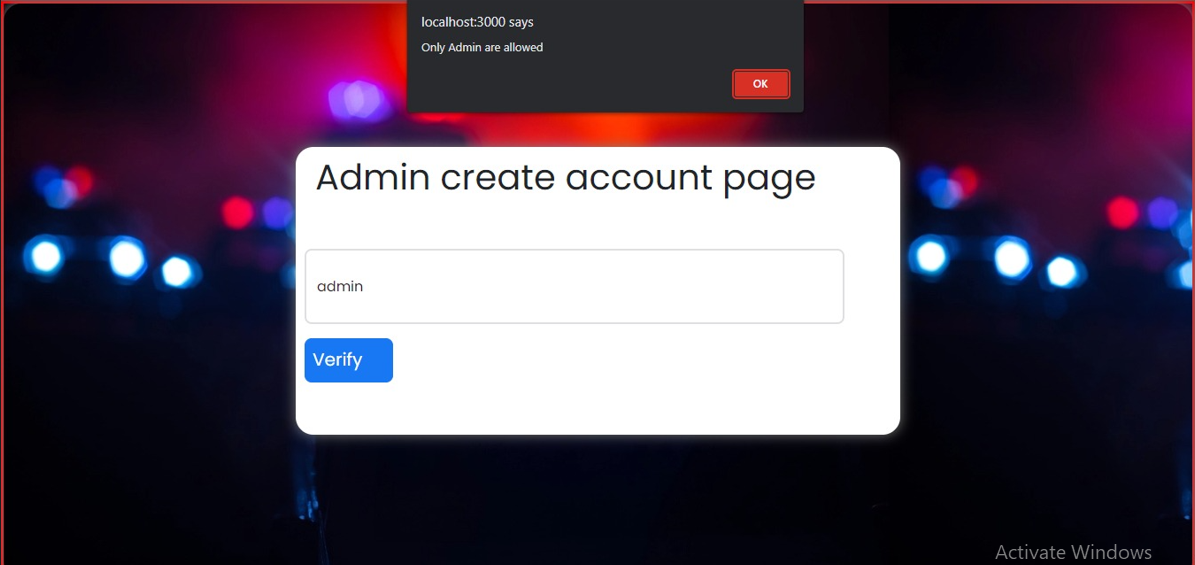 localhost:3000 says
Only Admin are allowed
OK
Admin create account page
admin
Verify
Activate Windows